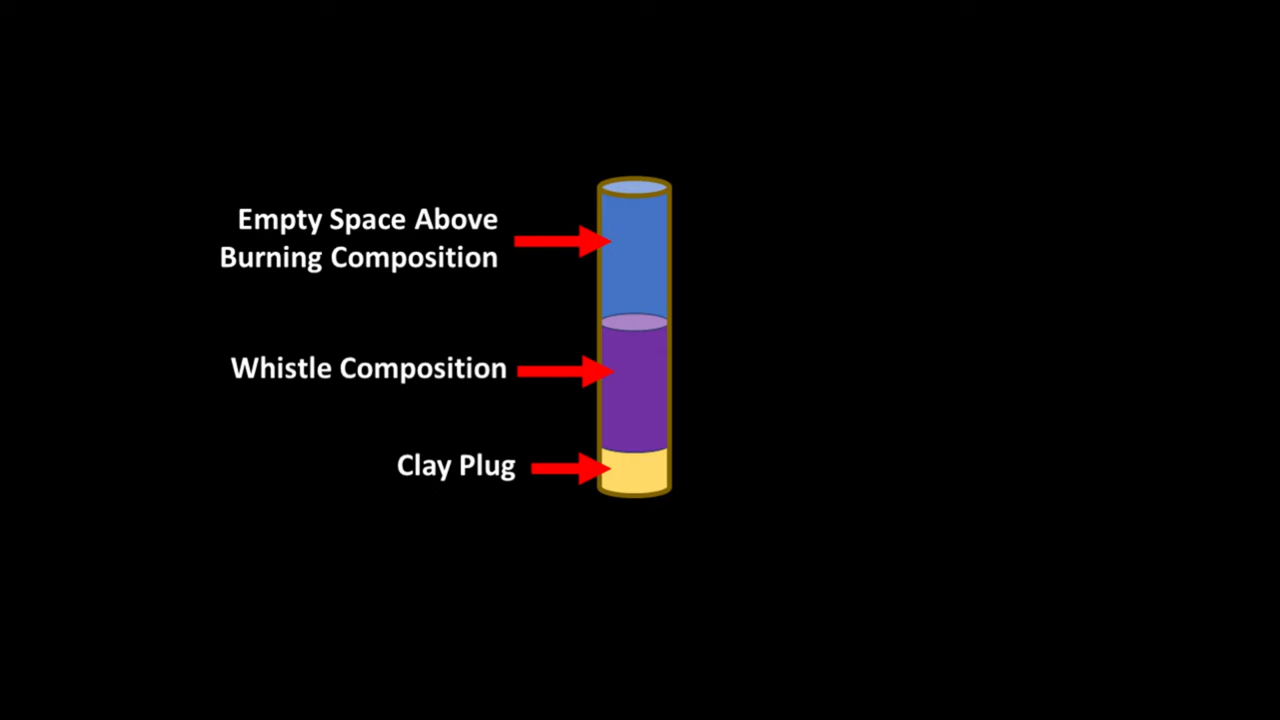 Empty Space Above
Burning Composition
Whistle Composition
Clay Plug